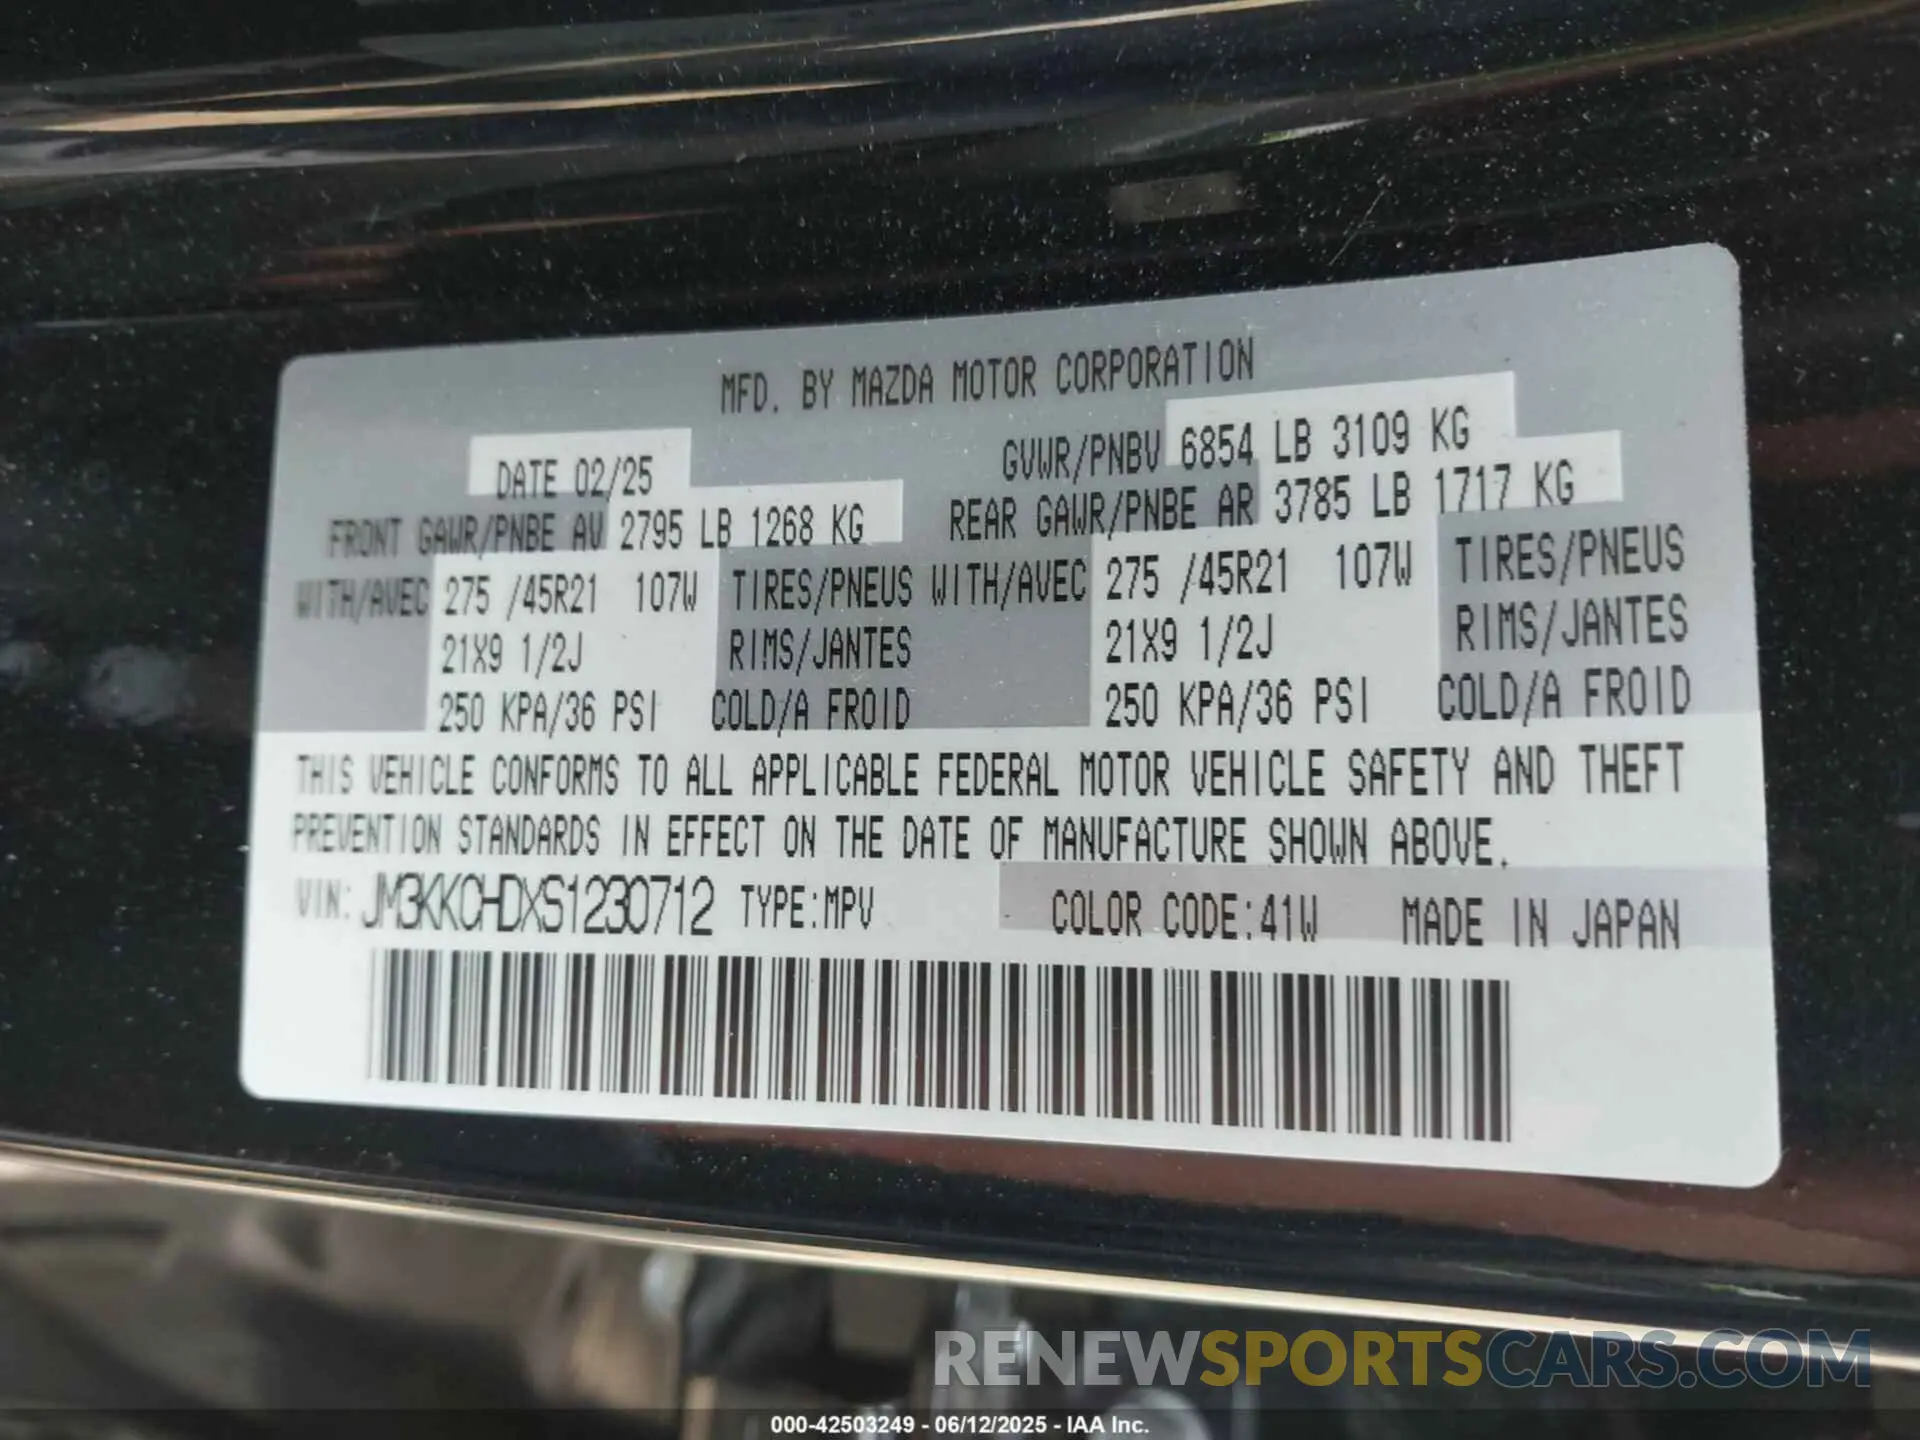 MFD. BY MAZDA MOTOR CORPORATION
DATE 02/25 GVWR/PNBV 6854 LB 3109 KG
FRONT GAWR/PNBE AV 2795 LB 1268 KG REAR GAWR/PNBE AR 3785 LB 1717 KG
WITH/AVEC 275 /45R21 107W TIRES/PNEUS WITH/AVEC 275 /45R21 107W TIRES/PNEUS
21X9 1/2J RIMS/JANTES 21X9 1/2J RIMS/JANTES
250 KPA/36 PSI COLD/A FROID 250 KPA/36 PSI COLD/A FROID
THIS VEHICLE CONFORMS TO ALL APPLICABLE FEDERAL MOTOR VEHICLE SAFETY AND THEFT
PREVENTION STANDARDS IN EFFECT ON THE DATE OF MANUFACTURE SHOWN ABOVE.
VIN: JM3KKCHDXS1230712 TYPE:MPV COLOR CODE:41W MADE IN JAPAN
RENEWSPORTSCARS.COM
000-42503249 - 06/12/2025 - IAA Inc.